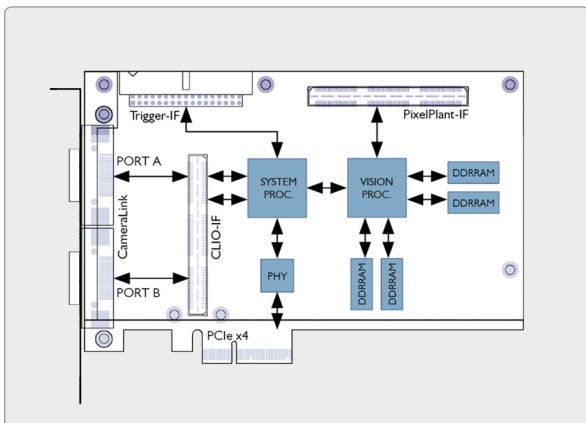 Trigger-IF
PixelPlant-IF
PORT A
CameraLink
CLIO-IF
SYSTEM
PROC.
VISION
PROC.
DDRRAM
DDRRAM
PHY
DDRRAM
DDRRAM
PORT B
PCIe x4